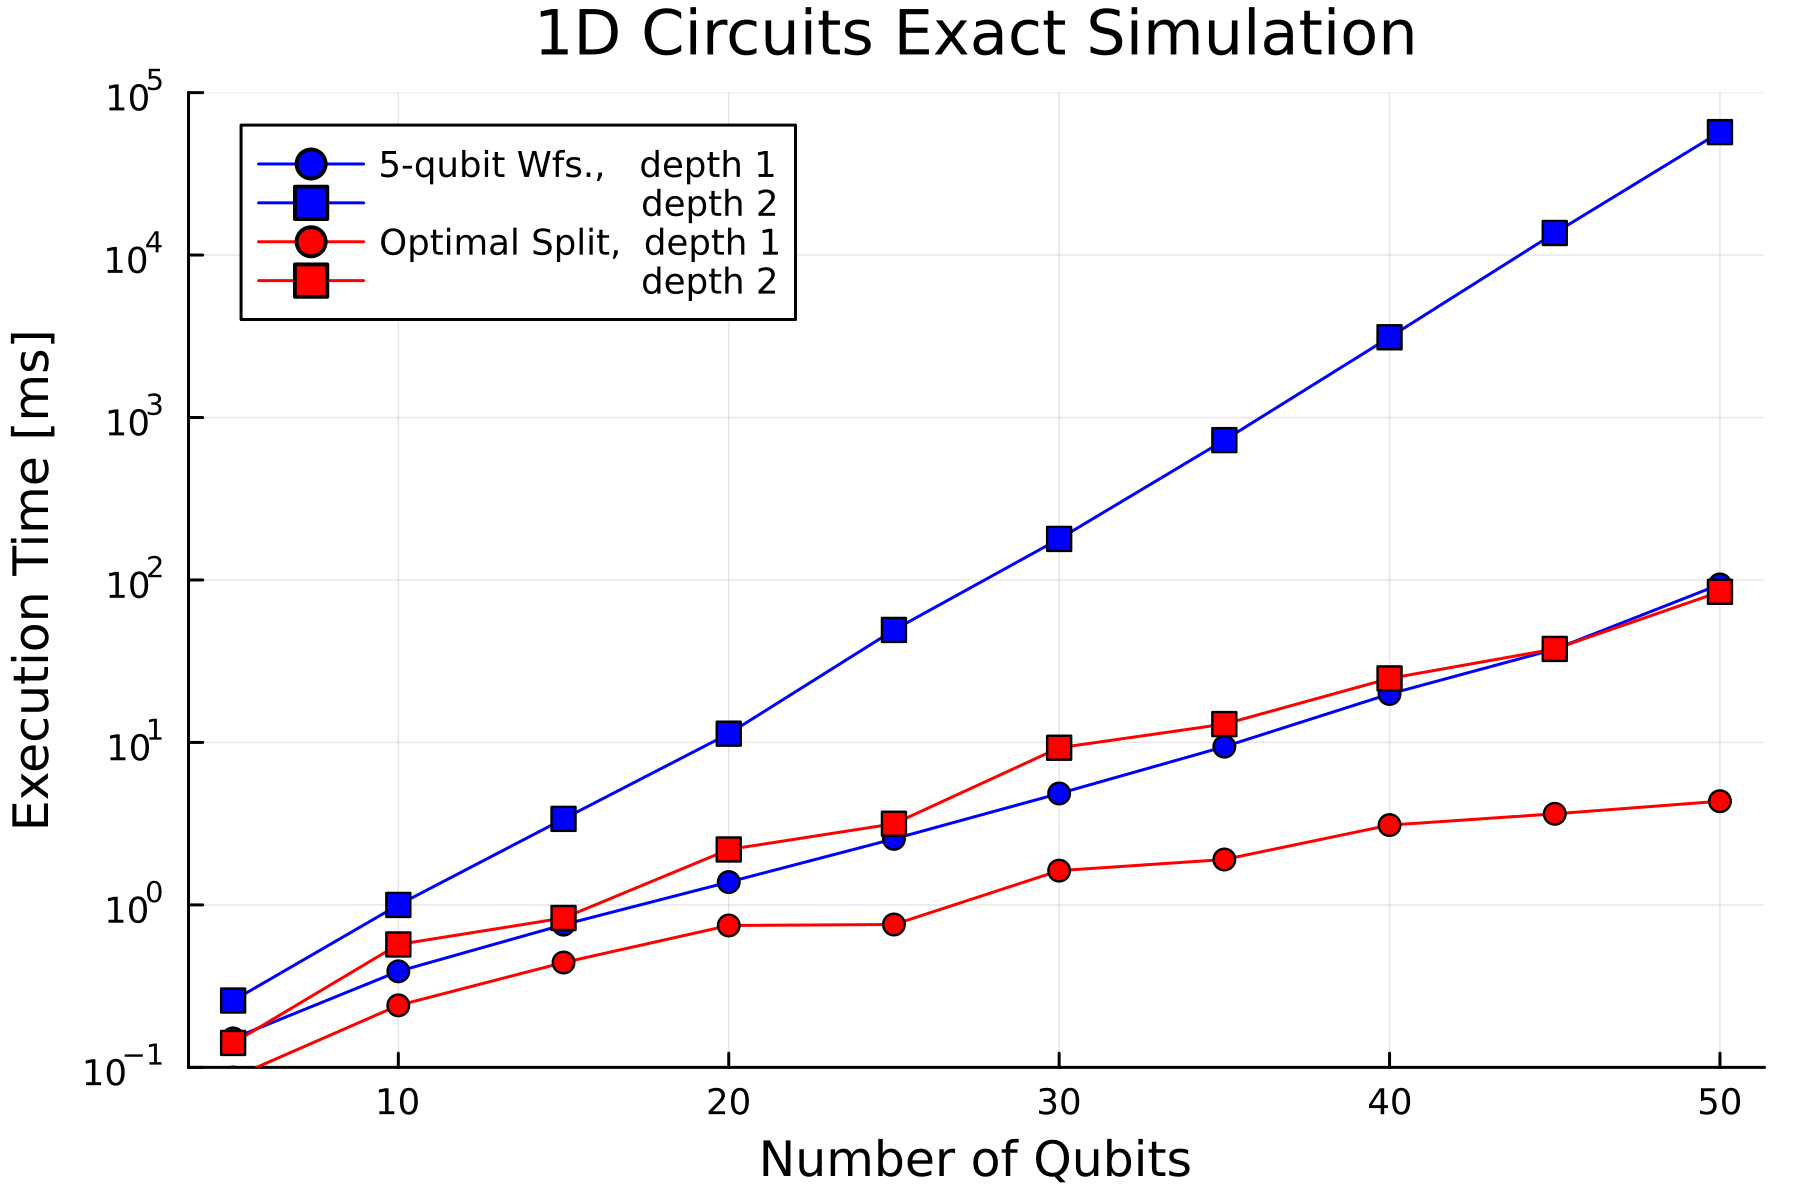 1D Circuits Exact Simulation
5-qubit Wfs., depth 1
depth 2
Optimal Split, depth 1
depth 2
Execution Time [ms]
10^5
10^4
10^3
10^2
10^1
10^0
10^−1
10 20 30 40 50
Number of Qubits